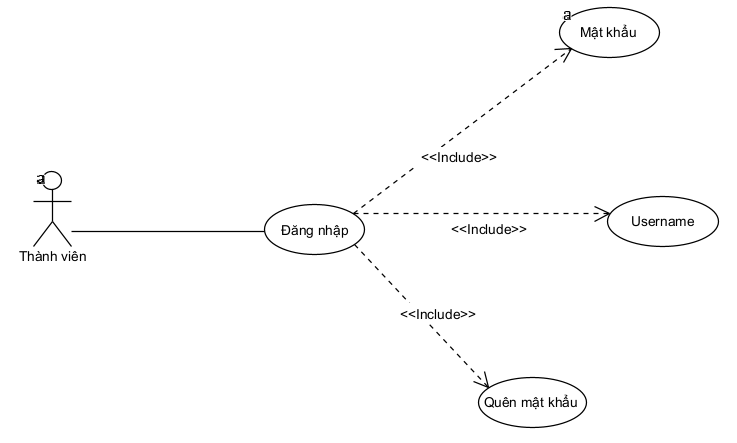 a
Mật khẩu
<<Include>>
a
Thành viên
Đăng nhập
Username
<<Include>>
<<Include>>
Quên mật khẩu